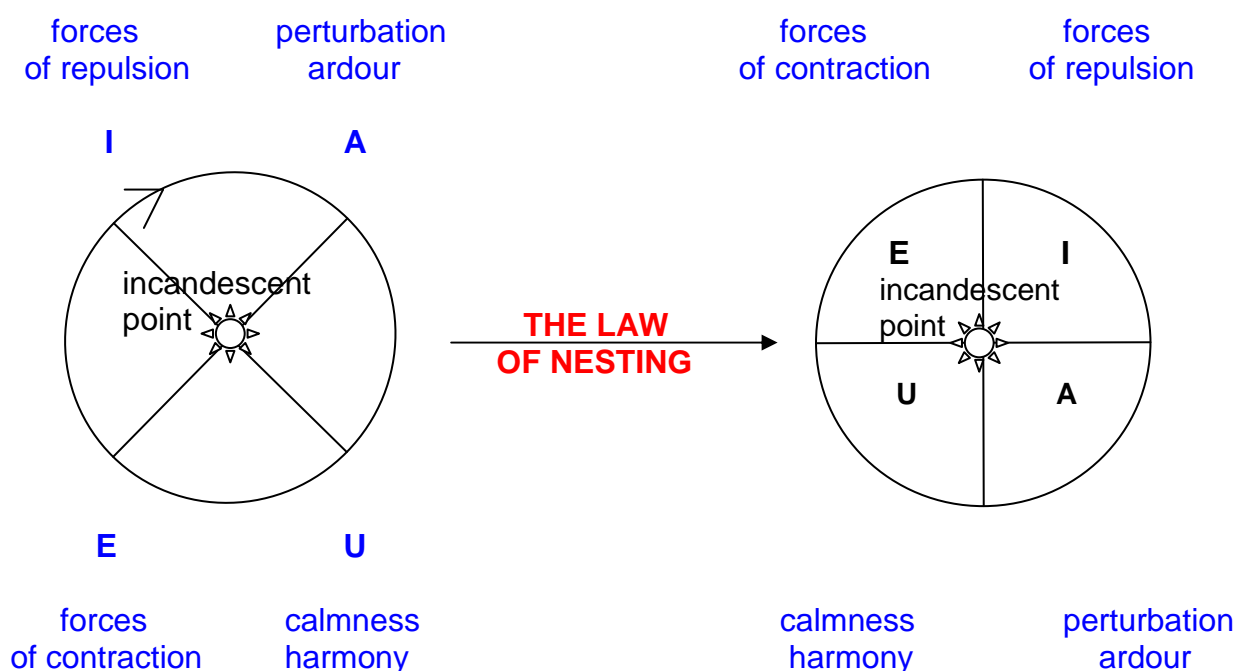 forces
of repulsion
perturbation
ardour
forces
of contraction
forces
of repulsion
I
A
incandescent
point
E
U
THE LAW
OF NESTING
E
I
incandescent
point
U
A
forces
of contraction
calmness
harmony
calmness
harmony
perturbation
ardour